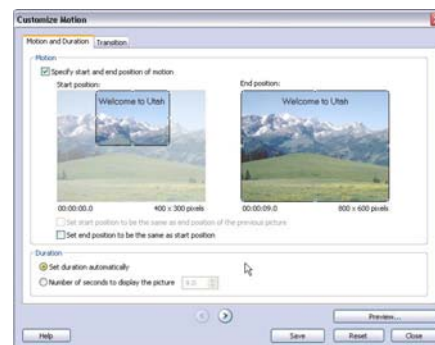 Customize Motion
Motion and Duration Transition
Motion
Specify start and end position of motion
Start position: End position:
Welcome to Utah Welcome to Utah
00:00:00.0 400 x 300 pixels 00:00:09.0 800 x 600 pixels
Set start position to be the same as end position of the previous picture
Set end position to be the same as start position
Duration
Set duration automatically
Number of seconds to display the picture
Preview...
Help Save Reset Close